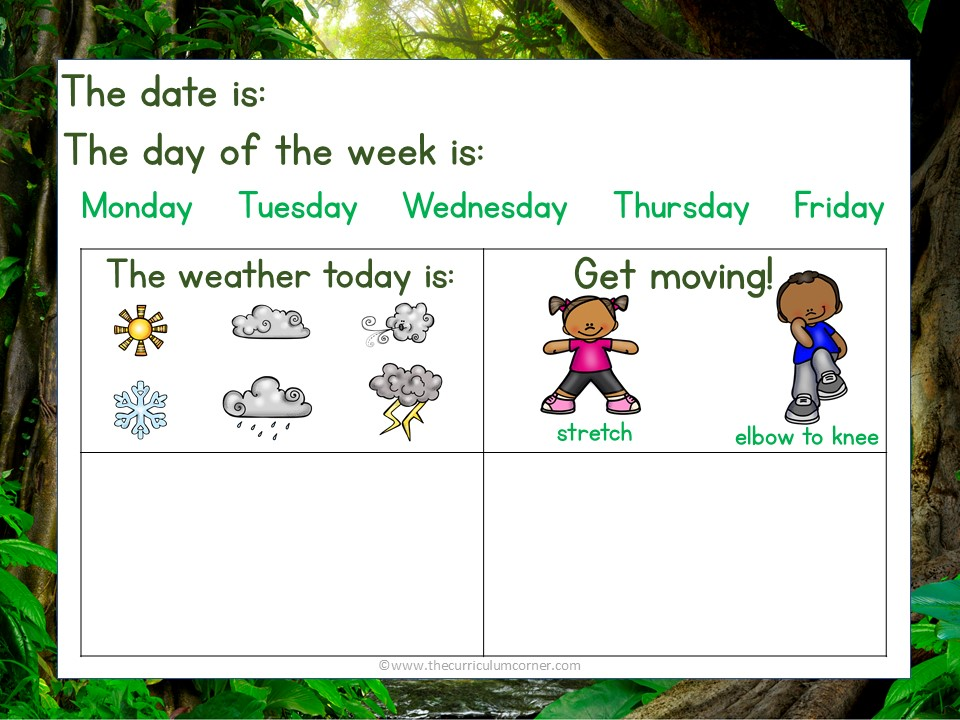 The date is:
The day of the week is:
Monday Tuesday Wednesday Thursday Friday
The weather today is:
Get moving!
stretch
elbow to knee
©www.thecurriculumcorner.com